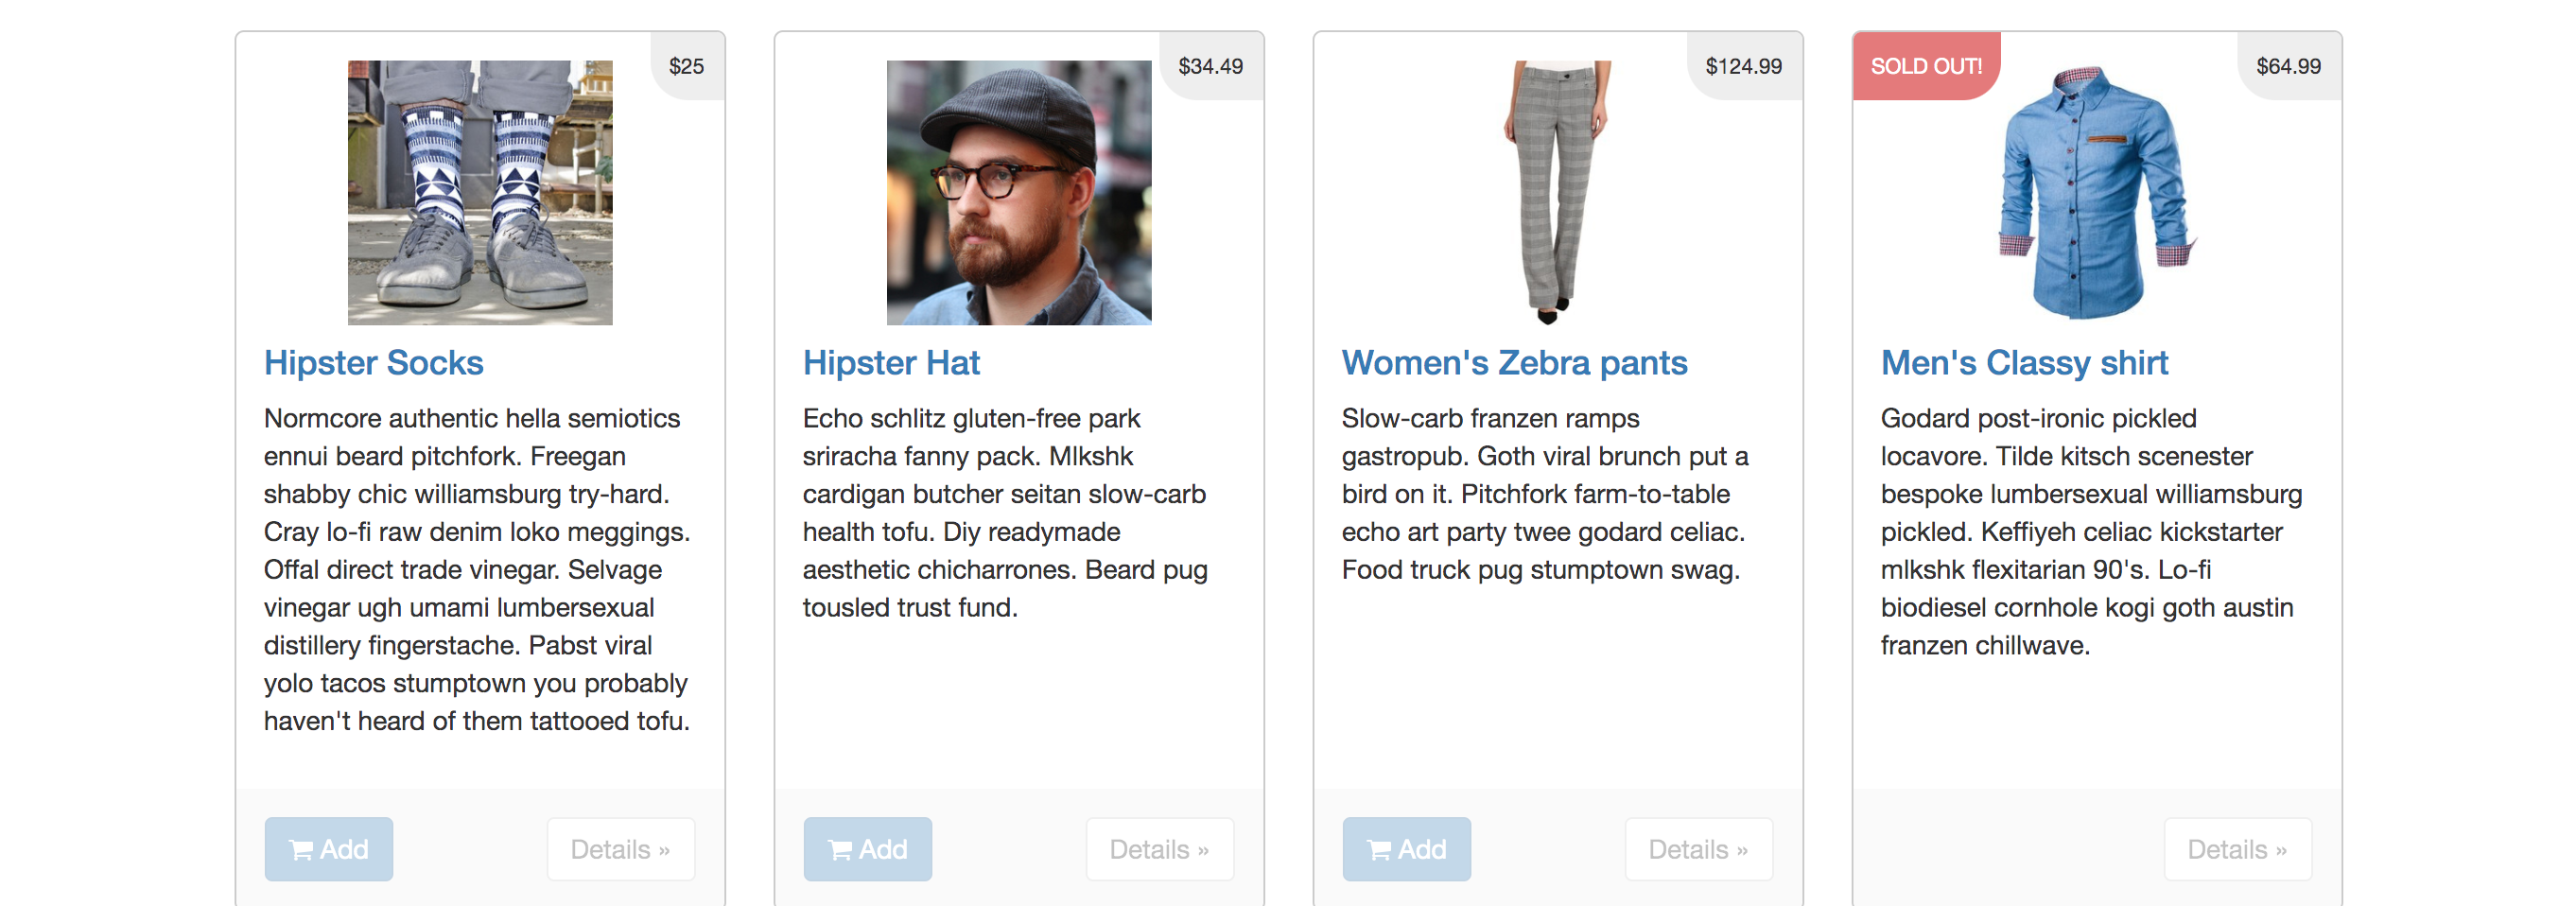 $25
Hipster Socks
Normcore authentic hella semiotics
ennui beard pitchfork. Freegan
shabby chic williamsburg try-hard.
Cray lo-fi raw denim loko meggings.
Offal direct trade vinegar. Selvage
vinegar ugh umami lumbersexual
distillery fingerstache. Pabst viral
yolo tacos stumptown you probably
haven't heard of them tattooed tofu.
Add
Details »
$34.49
Hipster Hat
Echo schlitz gluten-free park
sriracha fanny pack. Mlkshk
cardigan butcher seitan slow-carb
health tofu. Diy readymade
aesthetic chicharrones. Beard pug
tousled trust fund.
Add
Details »
$124.99
Women's Zebra pants
Slow-carb franzen ramps
gastropub. Goth viral brunch put a
bird on it. Pitchfork farm-to-table
echo art party twee godard celiac.
Food truck pug stumptown swag.
Add
Details »
SOLD OUT!
$64.99
Men's Classy shirt
Godard post-ironic pickled
locavore. Tilde kitsch scenester
bespoke lumbersexual williamsburg
pickled. Keffiyeh celiac kickstarter
mlkshk flexitarian 90's. Lo-fi
biodiesel cornhole kogi goth austin
franzen chillwave.
Details »